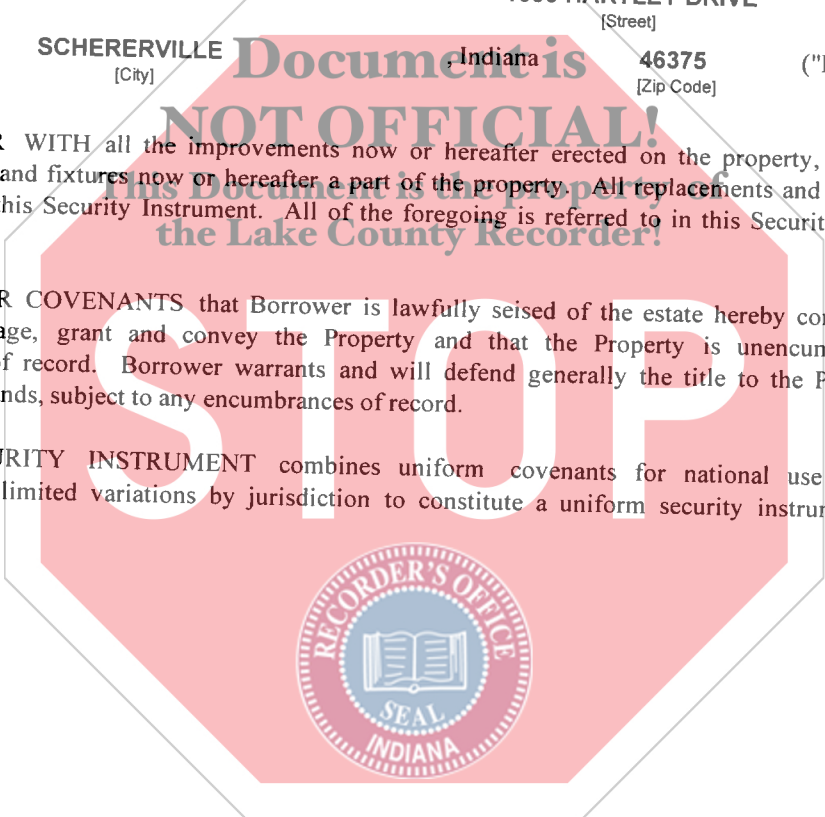 HARTLEY DRIVE
[Street]
SCHERERVILLE , Indiana 46375 ("
[City] [Zip Code]
Document is
NOT OFFICIAL!
This Document is the property of
the Lake County Recorder!
R WITH all the improvements now or hereafter erected on the property,
and fixtures now or hereafter a part of the property. All replacements and
this Security Instrument. All of the foregoing is referred to in this Securit
R COVENANTS that Borrower is lawfully seised of the estate hereby co
age, grant and convey the Property and that the Property is unencum
of record. Borrower warrants and will defend generally the title to the P
nds, subject to any encumbrances of record.
URITY INSTRUMENT combines uniform covenants for national use
limited variations by jurisdiction to constitute a uniform security instrum
STOP
RECORDER'S OFFICE
SEAL
INDIANA